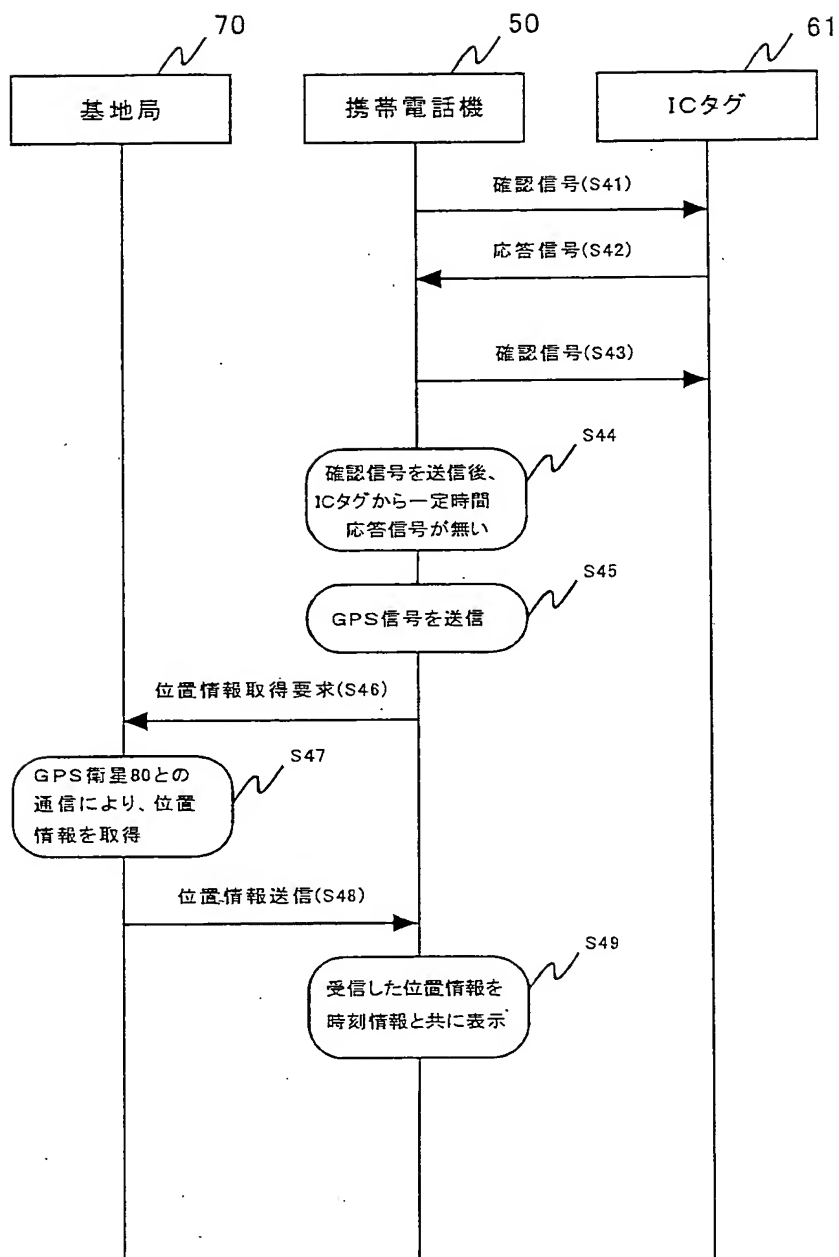 70
50
61
基地局
携帯電話機
ICタグ
確認信号(S41)
応答信号(S42)
確認信号(S43)
S44
確認信号を送信後、
ICタグから一定時間
応答信号が無い
S45
GPS信号を送信
位置情報取得要求(S46)
S47
GPS衛星80との
通信により、位置
情報を取得
位置情報送信(S48)
S49
受信した位置情報を
時刻情報と共に表示